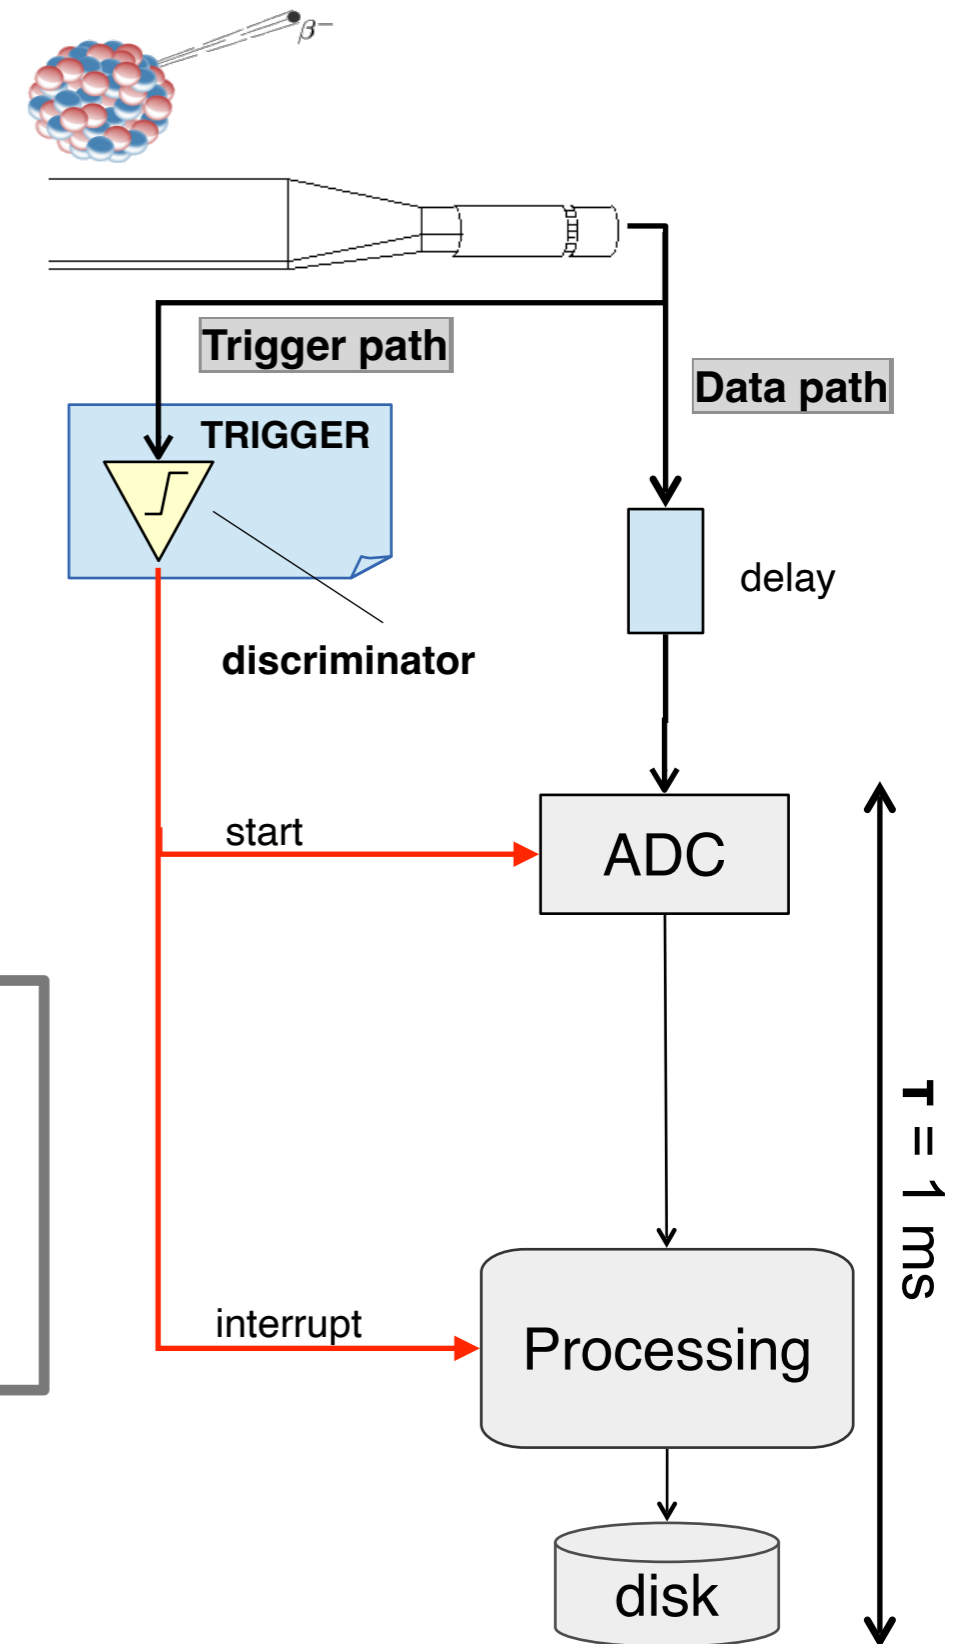 β⁻
Trigger path
Data path
TRIGGER
delay
discriminator
start
ADC
τ = 1 ms
interrupt
Processing
disk